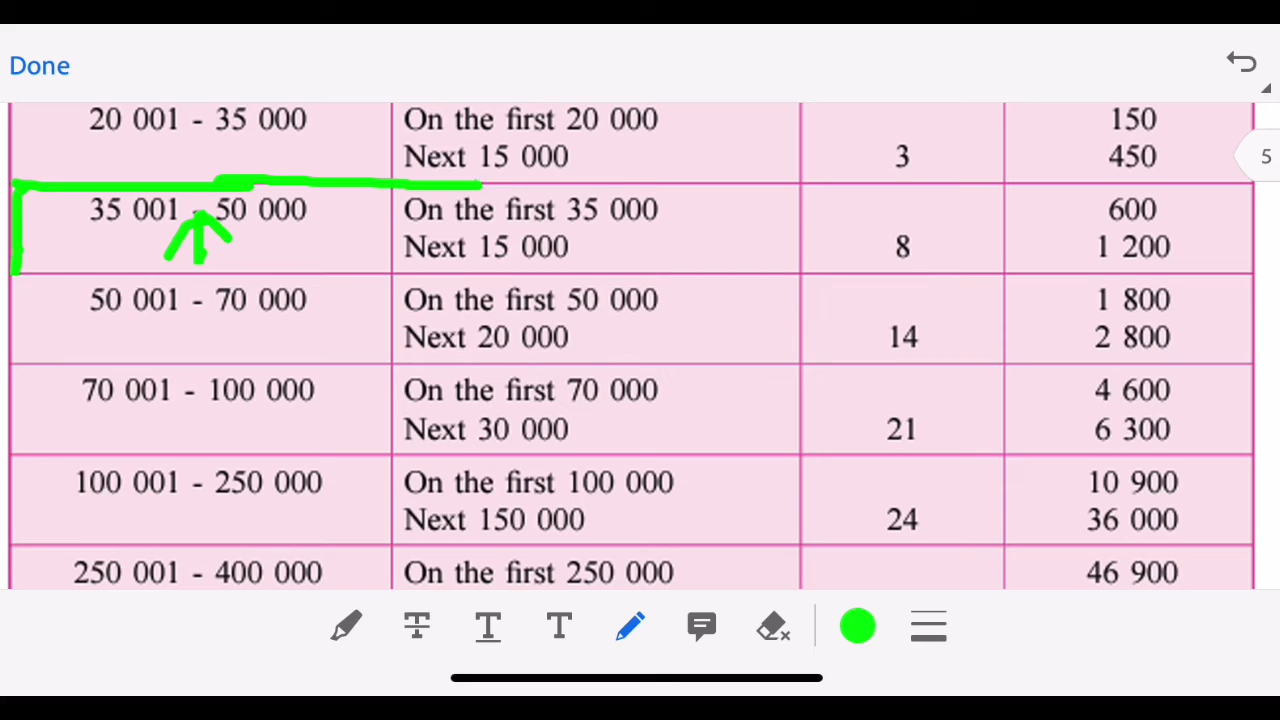 Done
20 001 - 35 000 On the first 20 000 150
Next 15 000 3 450
5
35 001 - 50 000 On the first 35 000 600
Next 15 000 8 1 200
50 001 - 70 000 On the first 50 000 1 800
Next 20 000 14 2 800
70 001 - 100 000 On the first 70 000 4 600
Next 30 000 21 6 300
100 001 - 250 000 On the first 100 000 10 900
Next 150 000 24 36 000
250 001 - 400 000 On the first 250 000 46 900
T T T